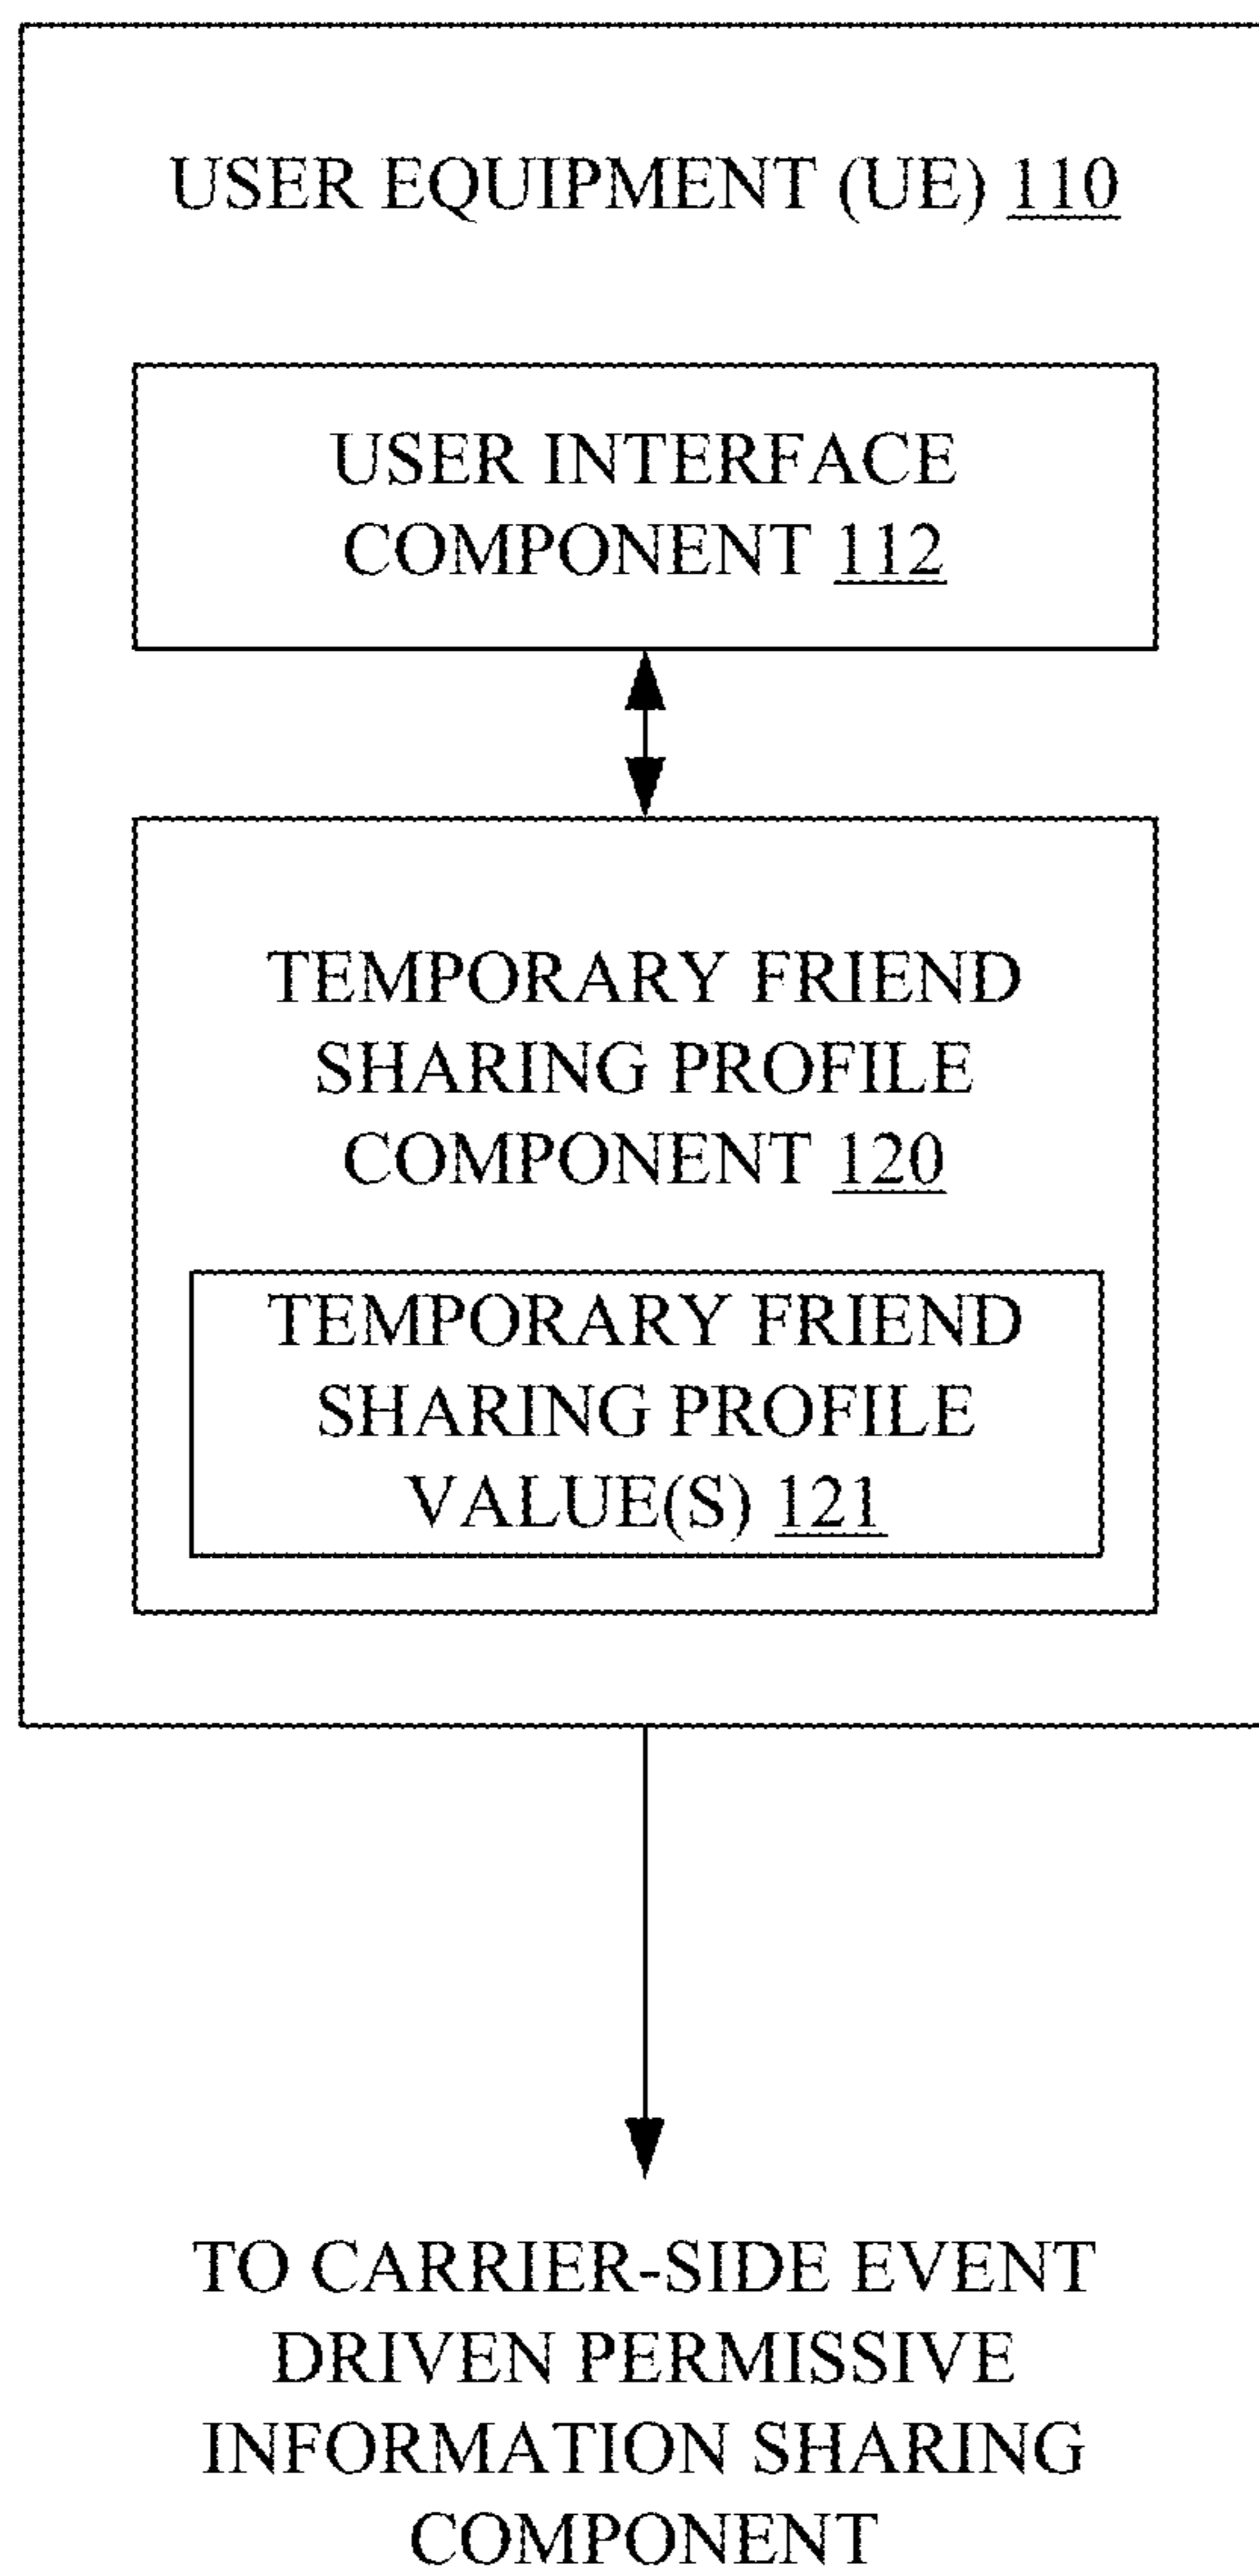 USER EQUIPMENT (UE) 110
USER INTERFACE
COMPONENT 112
TEMPORARY FRIEND
SHARING PROFILE
COMPONENT 120
TEMPORARY FRIEND
SHARING PROFILE
VALUE(S) 121
TO CARRIER-SIDE EVENT
DRIVEN PERMISSIVE
INFORMATION SHARING
COMPONENT